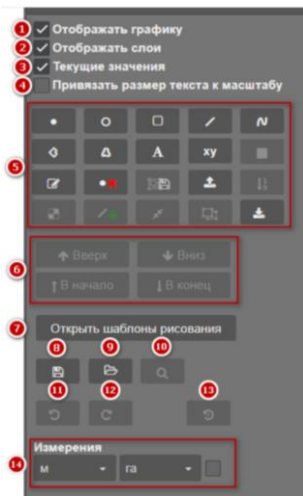 1 Отображать графику
2 Отображать слои
3 Текущие значения
4 Привязать размер текста к масштабу
5
A xy
6
Вверх Вниз
В начало В конец
7 Открыть шаблоны рисования
8 9 10
11 12 13
Измерения
14 м га